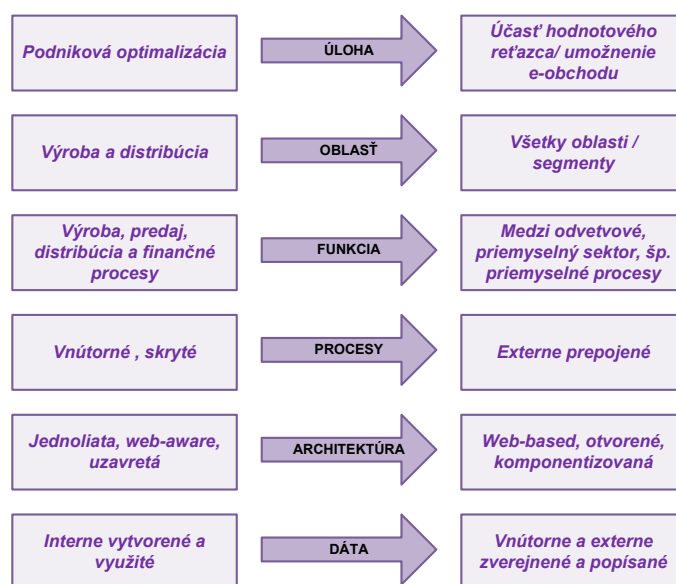 Podniková optimalizácia
ÚLOHA
Účasť hodnotového
reťazca/ umožnenie
e-obchodu
Výroba a distribúcia
OBLASŤ
Všetky oblasti /
segmenty
Výroba, predaj,
distribúcia a finančné
procesy
FUNKCIA
Medzi odvetvové,
priemyselný sektor, šp.
priemyselné procesy
Vnútorné , skryté
PROCESY
Externe prepojené
Jednoliata, web-aware,
uzavretá
ARCHITEKTÚRA
Web-based, otvorené,
komponentizovaná
Interne vytvorené a
využité
DÁTA
Vnútorne a externe
zverejnené a popísané